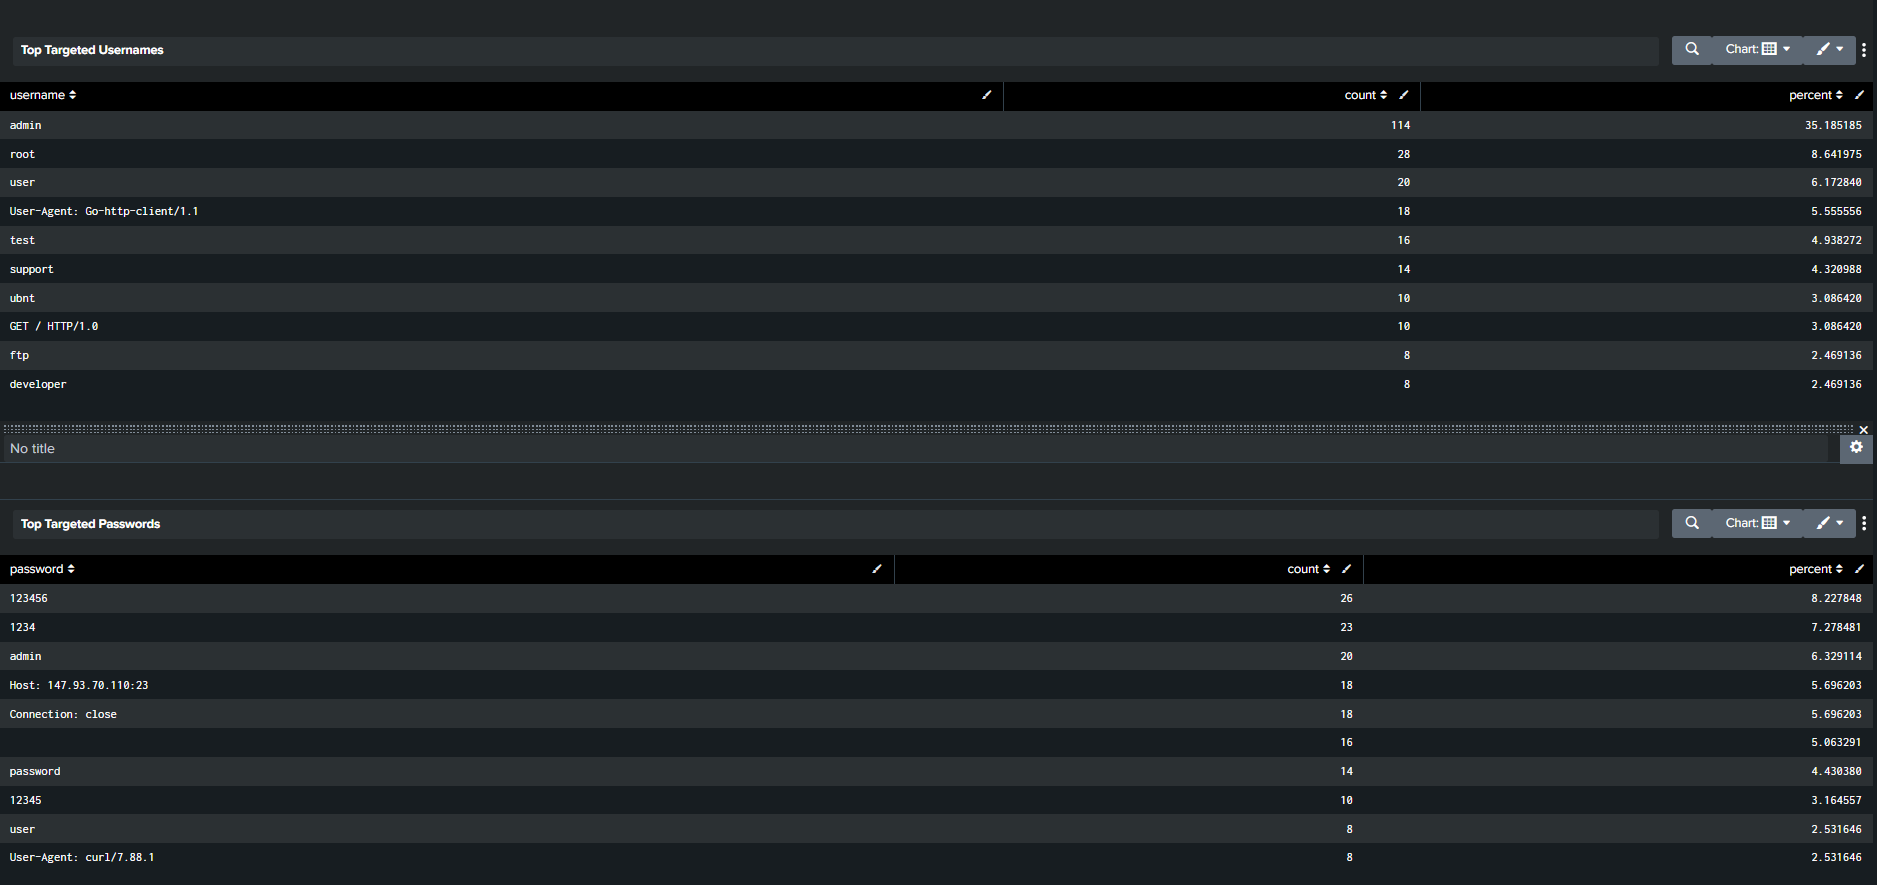 Top Targeted Usernames Chart:
username count percent
admin 114 35.185185
root 28 8.641975
user 20 6.172840
User-Agent: Go-http-client/1.1 18 5.555556
test 16 4.938272
support 14 4.320988
ubnt 10 3.086420
GET / HTTP/1.0 10 3.086420
ftp 8 2.469136
developer 8 2.469136
No title
Top Targeted Passwords Chart:
password count percent
123456 26 8.227848
1234 23 7.278481
admin 20 6.329114
Host: 147.93.70.110:23 18 5.696203
Connection: close 18 5.696203
16 5.063291
password 14 4.430380
12345 10 3.164557
user 8 2.531646
User-Agent: curl/7.88.1 8 2.531646